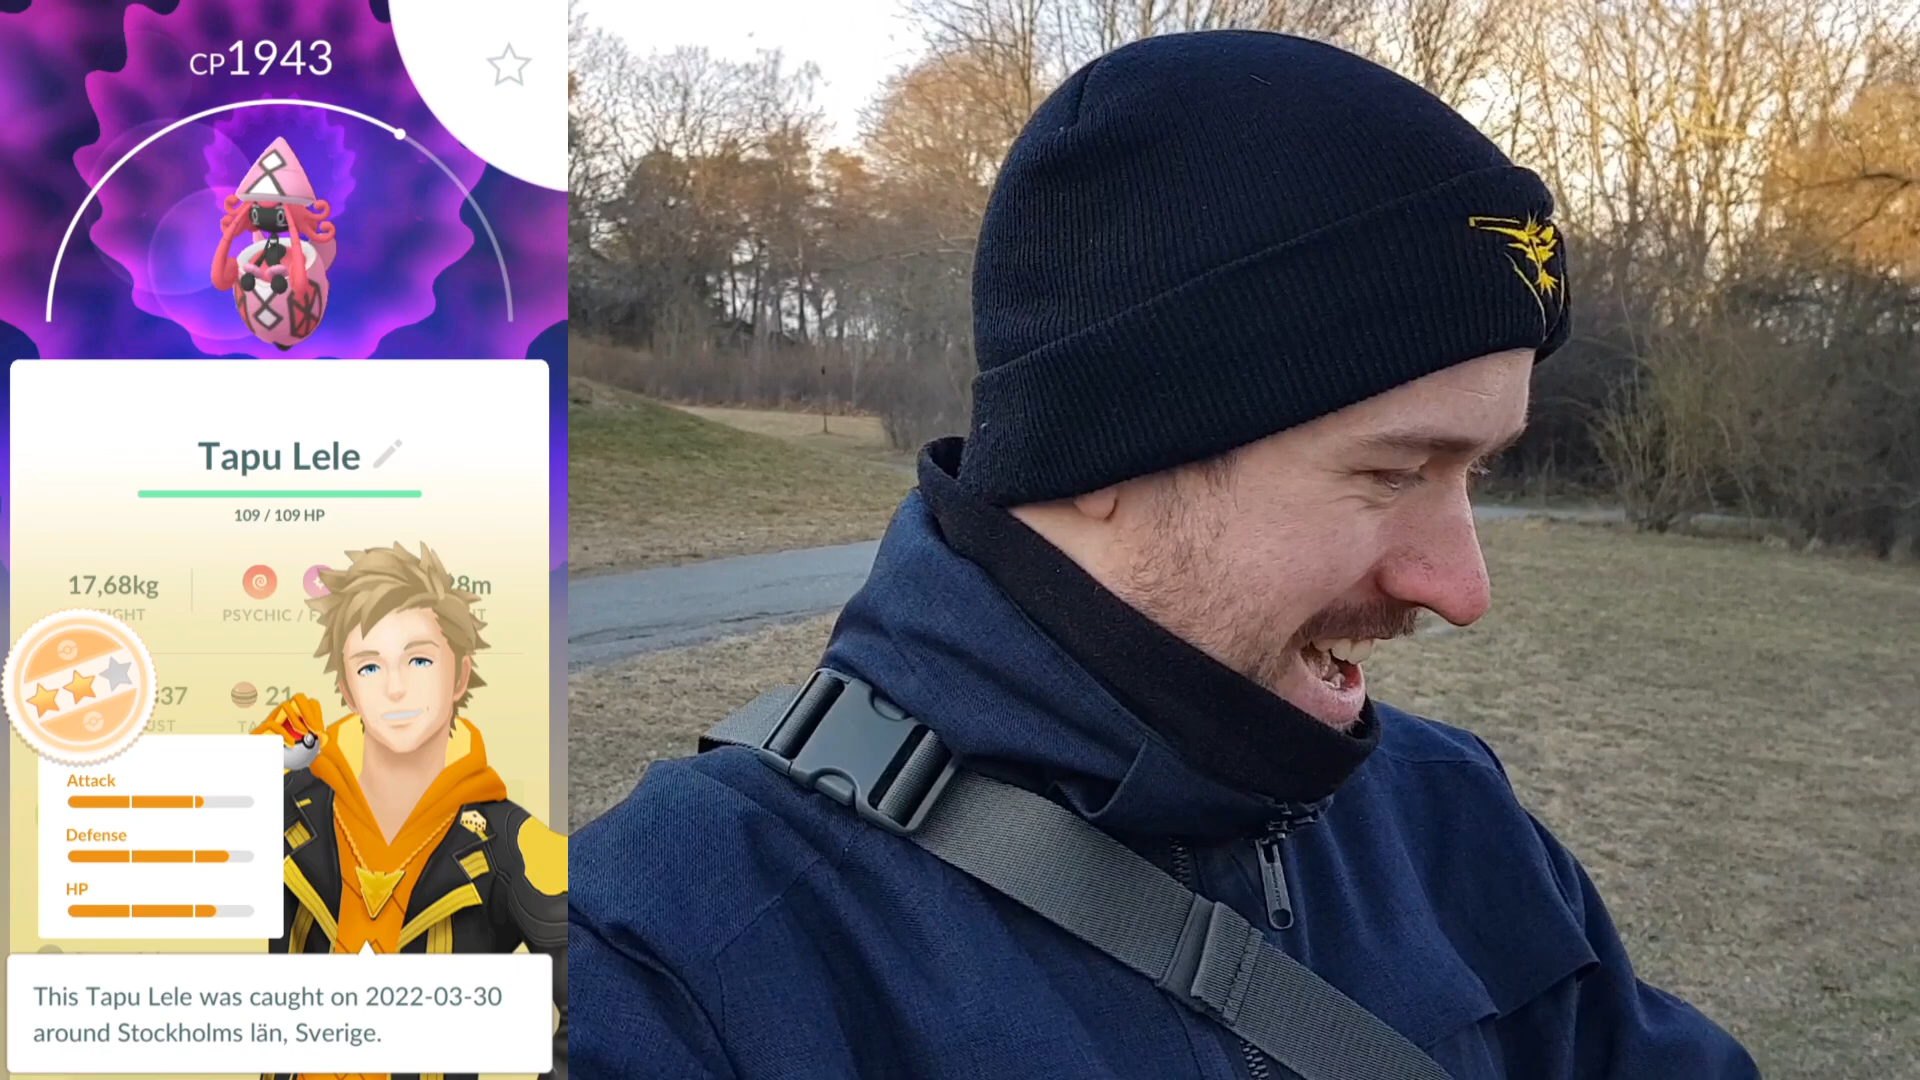 CP1943
Tapu Lele
109 / 109 HP
17,68kg
PSYCHIC /
21
Attack
Defense
HP
This Tapu Lele was caught on 2022-03-30
around Stockholms län, Sverige.